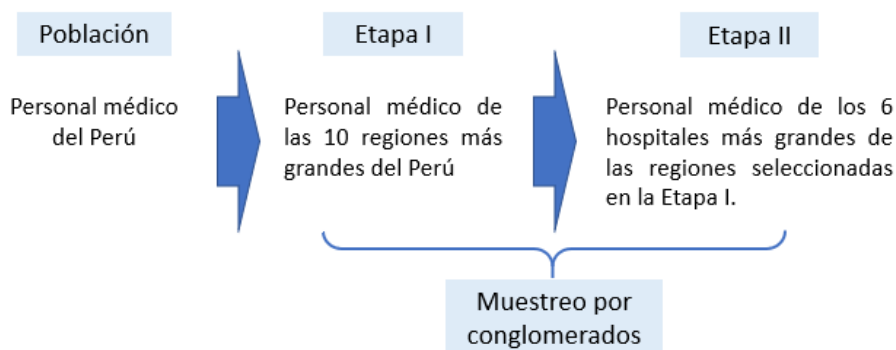 Población
Etapa I
Etapa II
Personal médico
del Perú
Personal médico de
las 10 regiones más
grandes del Perú
Personal médico de los 6
hospitales más grandes de
las regiones seleccionadas
en la Etapa I.
Muestreo por
conglomerados